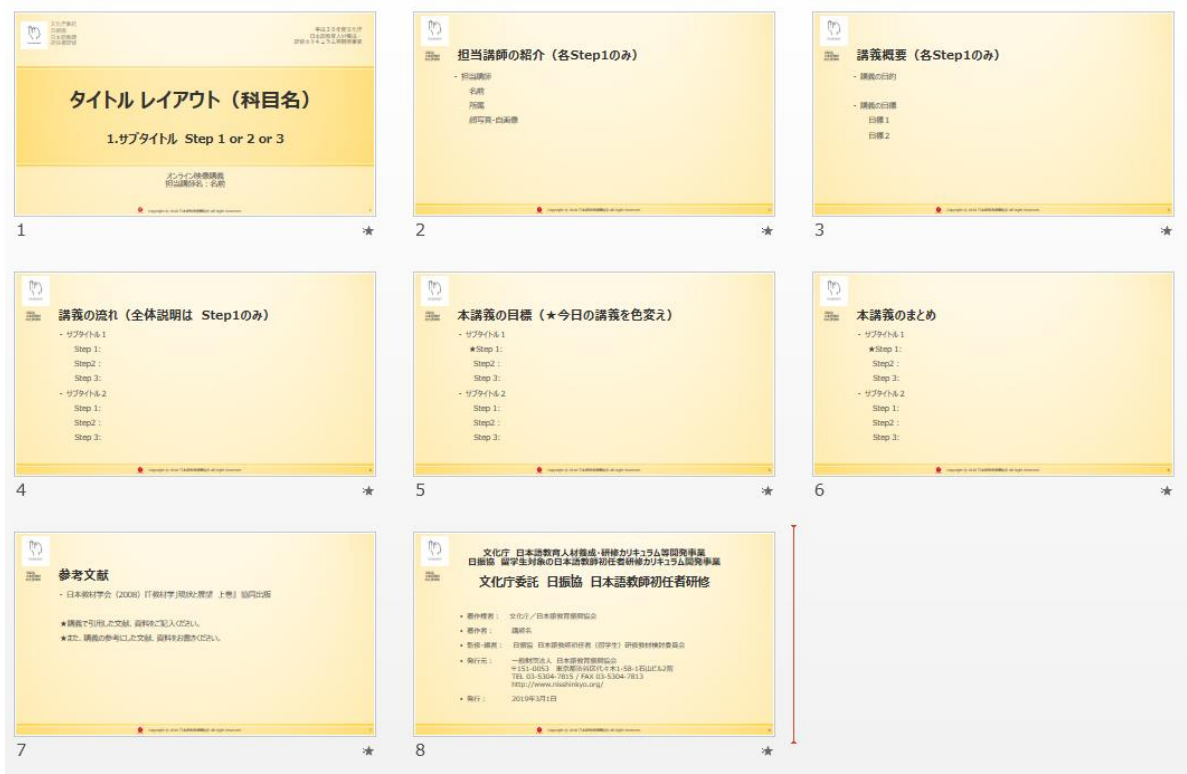 文化庁委託
日振協
日本語教師
初任者研修
平成30年度文化庁
日本語教育人材養成・
研修カリキュラム等開発事業
タイトル レイアウト（科目名）
1.サブタイトル Step 1 or 2 or 3
オンライン映像講義
担当講師名：名前
1
担当講師の紹介（各Step1のみ）
- 担当講師
名前
所属
顔写真・自画像
2
講義概要（各Step1のみ）
- 講義の目的
- 講義の目標
目標1
目標2
3
講義の流れ（全体説明は Step1のみ）
- サブタイトル1
Step 1:
Step2：
Step 3:
- サブタイトル2
Step 1:
Step2：
Step 3:
4
本講義の目標（★今日の講義を色変え）
- サブタイトル1
★Step 1:
Step2：
Step 3:
- サブタイトル2
Step 1:
Step2：
Step 3:
5
本講義のまとめ
- サブタイトル1
★Step 1:
Step2：
Step 3:
- サブタイトル2
Step 1:
Step2：
Step 3:
6
参考文献
- 日本教材学会（2008）『「教材学」現状と展望 上巻』協同出版
★講義で引用した文献、資料をご記入ください。
★また、講義の参考にした文献、資料をお書きください。
7
文化庁 日本語教育人材養成・研修カリキュラム等開発事業
日振協 留学生対象の日本語教師初任者研修カリキュラム開発事業
文化庁委託 日振協 日本語教師初任者研修
• 著作権者： 文化庁／日本語教育振興協会
• 著作者： 講師名
• 監修・編者： 日振協 日本語教師初任者（留学生）研修教材検討委員会
• 発行元： 一般財団法人 日本語教育振興協会
〒151-0053 東京都渋谷区代々木1-58-1石山ビル2階
TEL 03-5304-7815 / FAX 03-5304-7813
http://www.nisshinkyo.org/
• 発行： 2019年3月1日
8